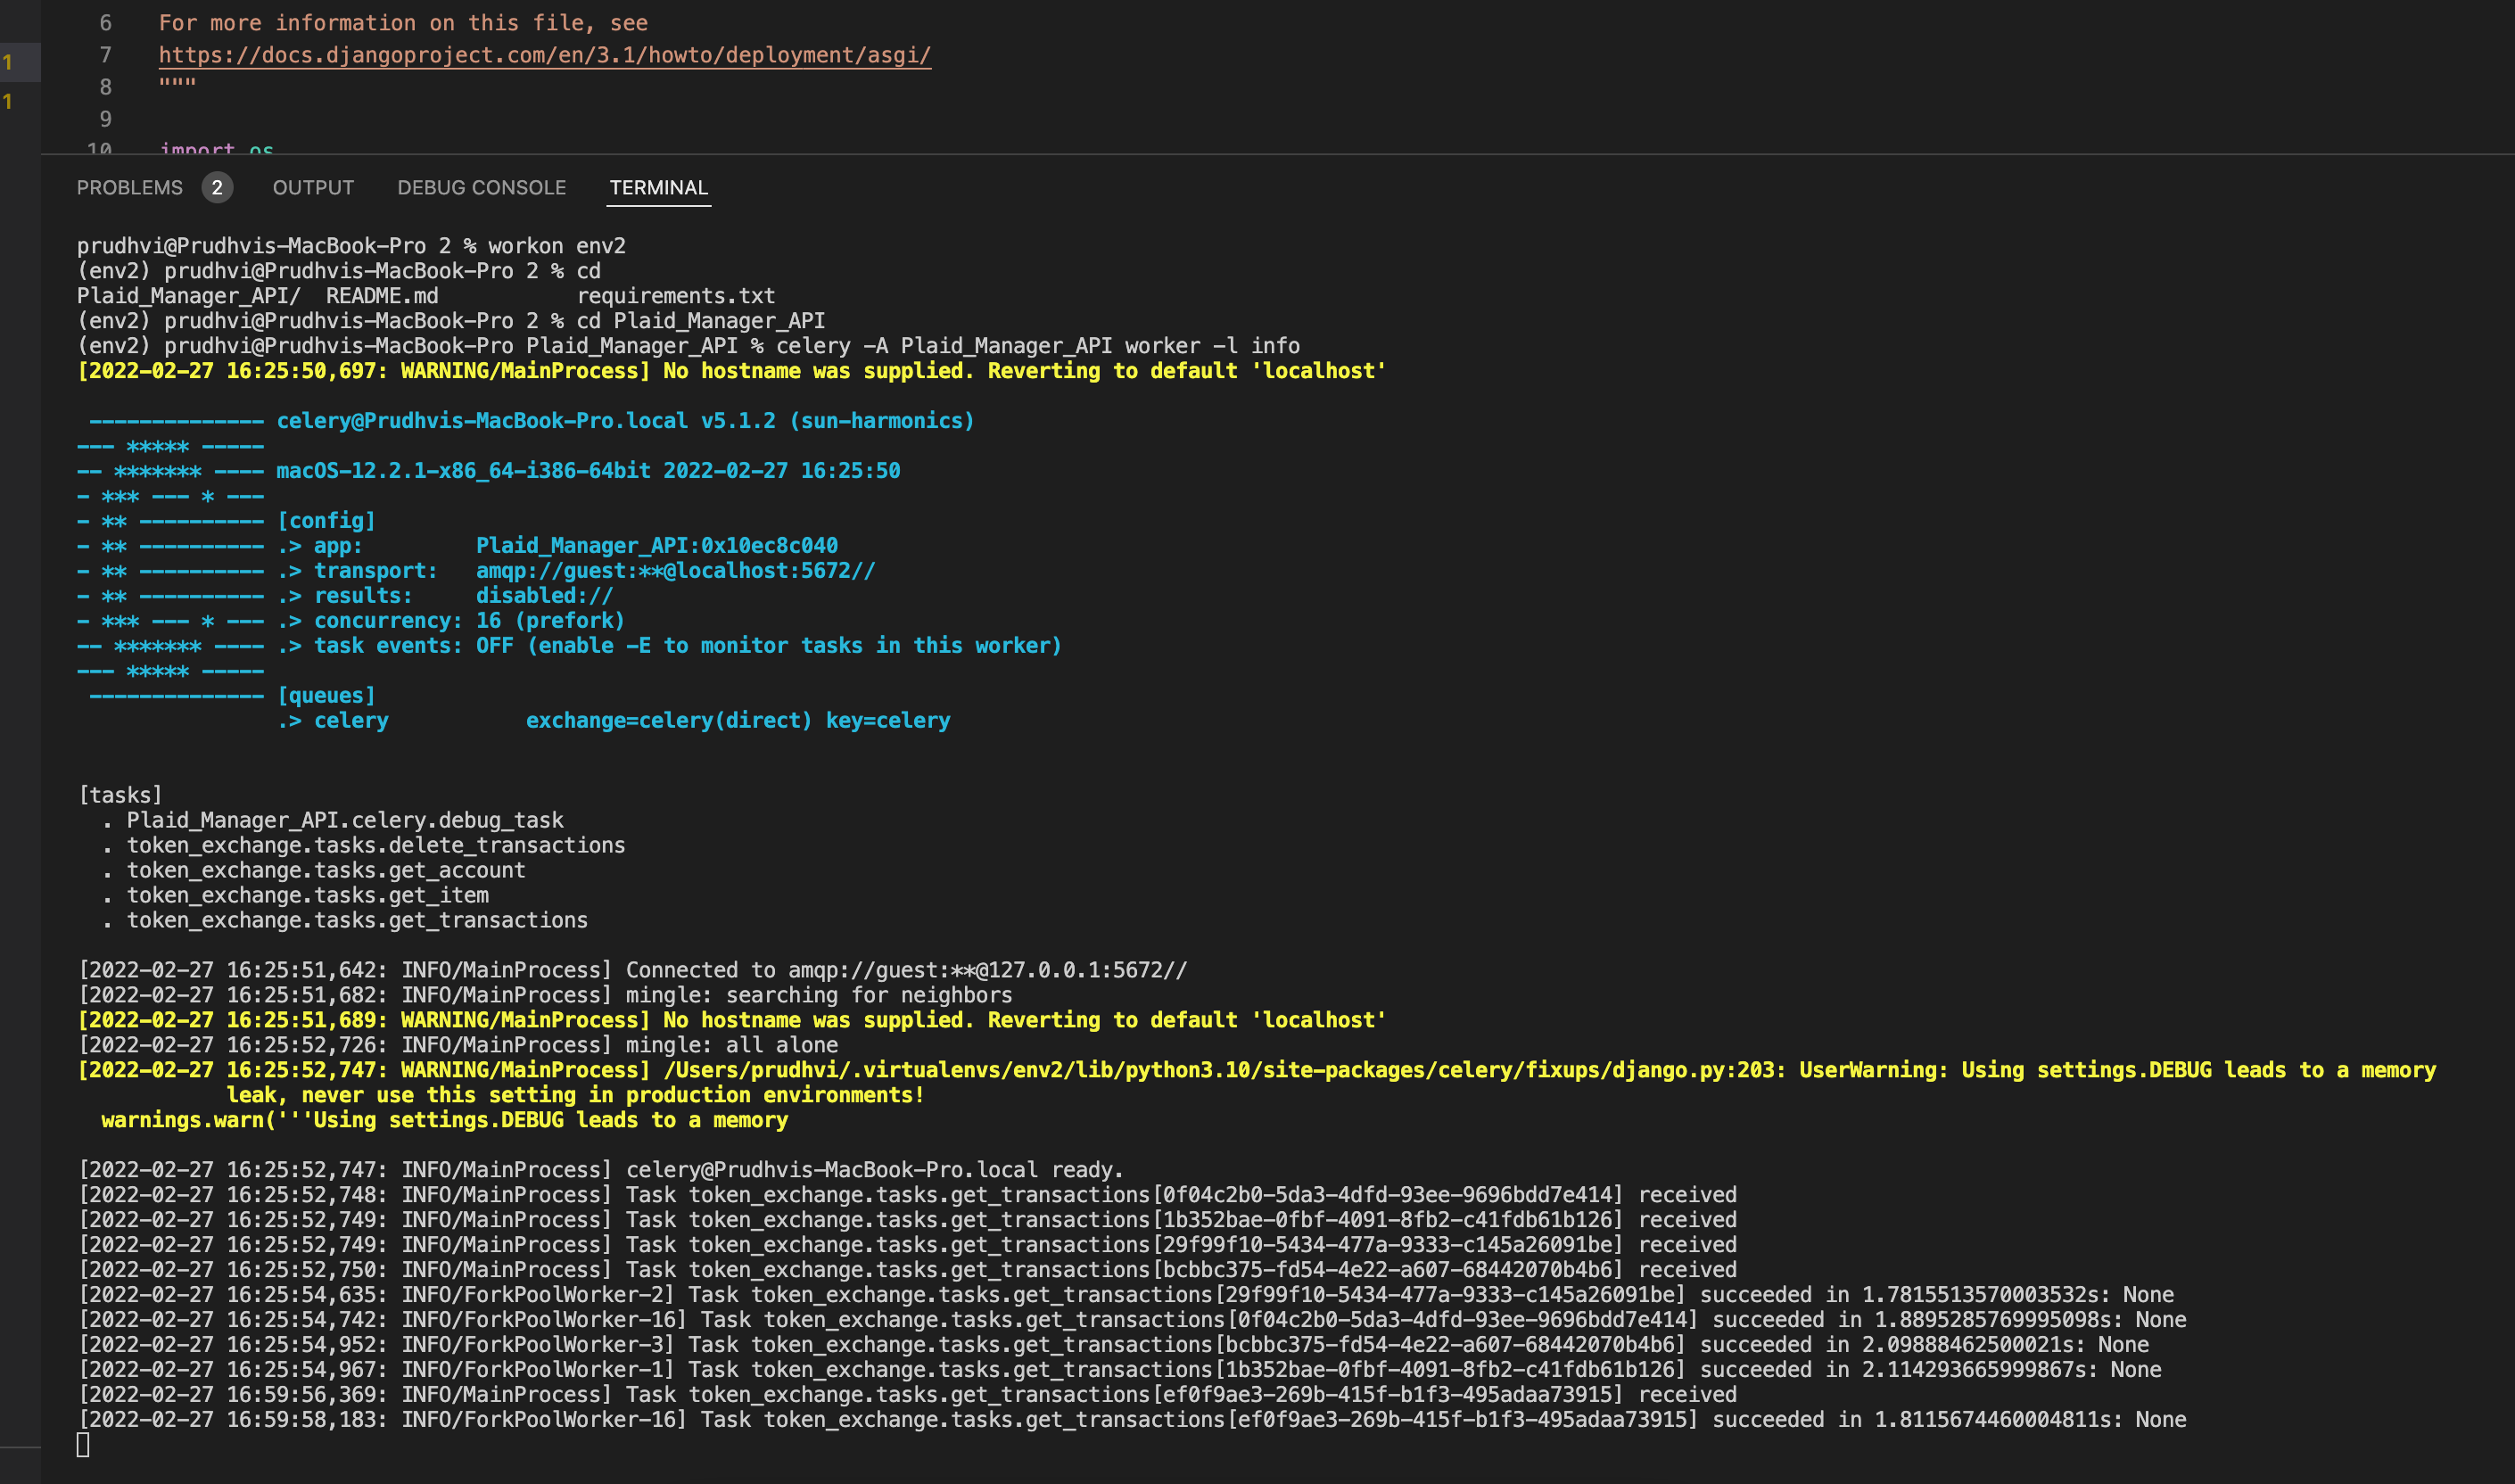 1
1
6 For more information on this file, see
7 https://docs.djangoproject.com/en/3.1/howto/deployment/asgi/
8 """
9
10 import os
PROBLEMS 2 OUTPUT DEBUG CONSOLE TERMINAL
prudhvi@Prudhvis-MacBook-Pro 2 % workon env2
(env2) prudhvi@Prudhvis-MacBook-Pro 2 % cd
Plaid_Manager_API/  README.md           requirements.txt
(env2) prudhvi@Prudhvis-MacBook-Pro 2 % cd Plaid_Manager_API
(env2) prudhvi@Prudhvis-MacBook-Pro Plaid_Manager_API % celery -A Plaid_Manager_API worker -l info
[2022-02-27 16:25:50,697: WARNING/MainProcess] No hostname was supplied. Reverting to default 'localhost'
 -------------- celery@Prudhvis-MacBook-Pro.local v5.1.2 (sun-harmonics)
--- ***** -----
-- ******* ---- macOS-12.2.1-x86_64-i386-64bit 2022-02-27 16:25:50
- *** --- * ---
- ** ---------- [config]
- ** ---------- .> app:         Plaid_Manager_API:0x10ec8c040
- ** ---------- .> transport:   amqp://guest:**@localhost:5672//
- ** ---------- .> results:     disabled://
- *** --- * --- .> concurrency: 16 (prefork)
-- ******* ---- .> task events: OFF (enable -E to monitor tasks in this worker)
--- ***** -----
 -------------- [queues]
                .> celery           exchange=celery(direct) key=celery
[tasks]
  . Plaid_Manager_API.celery.debug_task
  . token_exchange.tasks.delete_transactions
  . token_exchange.tasks.get_account
  . token_exchange.tasks.get_item
  . token_exchange.tasks.get_transactions
[2022-02-27 16:25:51,642: INFO/MainProcess] Connected to amqp://guest:**@127.0.0.1:5672//
[2022-02-27 16:25:51,682: INFO/MainProcess] mingle: searching for neighbors
[2022-02-27 16:25:51,689: WARNING/MainProcess] No hostname was supplied. Reverting to default 'localhost'
[2022-02-27 16:25:52,726: INFO/MainProcess] mingle: all alone
[2022-02-27 16:25:52,747: WARNING/MainProcess] /Users/prudhvi/.virtualenvs/env2/lib/python3.10/site-packages/celery/fixups/django.py:203: UserWarning: Using settings.DEBUG leads to a memory
            leak, never use this setting in production environments!
  warnings.warn('''Using settings.DEBUG leads to a memory
[2022-02-27 16:25:52,747: INFO/MainProcess] celery@Prudhvis-MacBook-Pro.local ready.
[2022-02-27 16:25:52,748: INFO/MainProcess] Task token_exchange.tasks.get_transactions[0f04c2b0-5da3-4dfd-93ee-9696bdd7e414] received
[2022-02-27 16:25:52,749: INFO/MainProcess] Task token_exchange.tasks.get_transactions[1b352bae-0fbf-4091-8fb2-c41fdb61b126] received
[2022-02-27 16:25:52,749: INFO/MainProcess] Task token_exchange.tasks.get_transactions[29f99f10-5434-477a-9333-c145a26091be] received
[2022-02-27 16:25:52,750: INFO/MainProcess] Task token_exchange.tasks.get_transactions[bcbbc375-fd54-4e22-a607-68442070b4b6] received
[2022-02-27 16:25:54,635: INFO/ForkPoolWorker-2] Task token_exchange.tasks.get_transactions[29f99f10-5434-477a-9333-c145a26091be] succeeded in 1.7815513570003532s: None
[2022-02-27 16:25:54,742: INFO/ForkPoolWorker-16] Task token_exchange.tasks.get_transactions[0f04c2b0-5da3-4dfd-93ee-9696bdd7e414] succeeded in 1.8895285769995098s: None
[2022-02-27 16:25:54,952: INFO/ForkPoolWorker-3] Task token_exchange.tasks.get_transactions[bcbbc375-fd54-4e22-a607-68442070b4b6] succeeded in 2.09888462500021s: None
[2022-02-27 16:25:54,967: INFO/ForkPoolWorker-1] Task token_exchange.tasks.get_transactions[1b352bae-0fbf-4091-8fb2-c41fdb61b126] succeeded in 2.114293665999867s: None
[2022-02-27 16:59:56,369: INFO/MainProcess] Task token_exchange.tasks.get_transactions[ef0f9ae3-269b-415f-b1f3-495adaa73915] received
[2022-02-27 16:59:58,183: INFO/ForkPoolWorker-16] Task token_exchange.tasks.get_transactions[ef0f9ae3-269b-415f-b1f3-495adaa73915] succeeded in 1.8115674460004811s: None